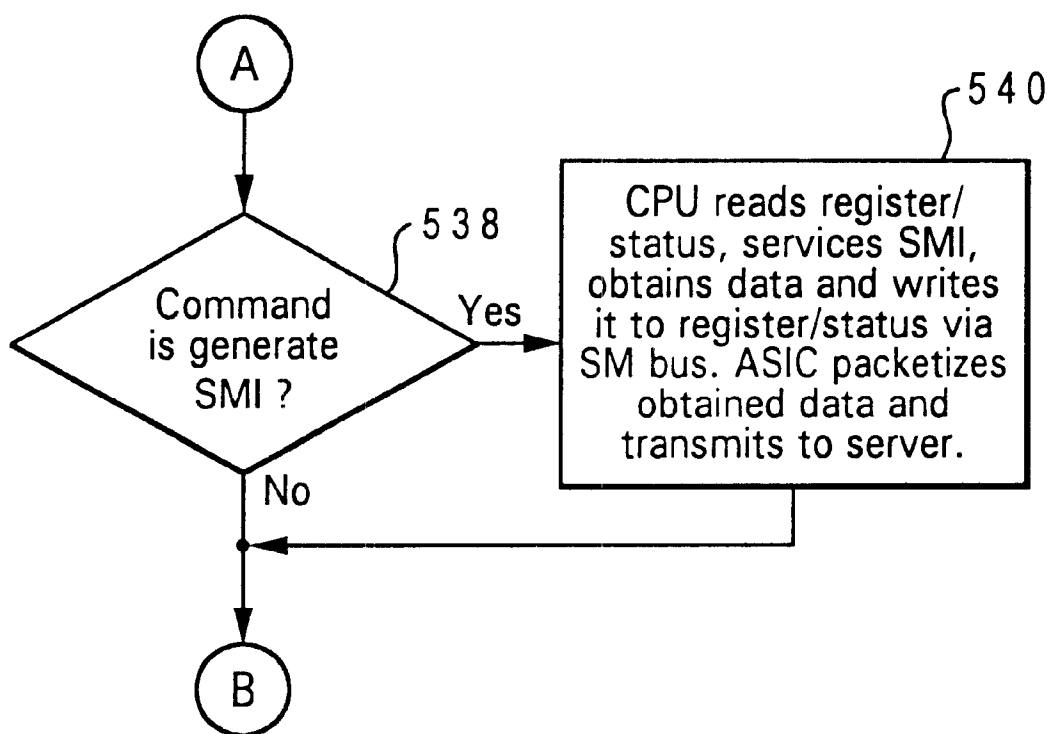 A
538
Command
is generate
SMI ?
Yes
540
CPU reads register/
status, services SMI,
obtains data and writes
it to register/status via
SM bus. ASIC packetizes
obtained data and
transmits to server.
No
B